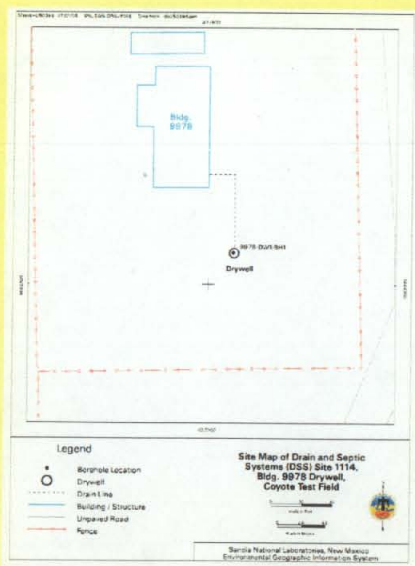 Bldg.
9978
9978-DW1-BH1
Drywell
Legend
Borehole Location
Drywell
Drain Line
Building / Structure
Unpaved Road
Fence
Site Map of Drain and Septic
Systems (DSS) Site 1114,
Bldg. 9978 Drywell,
Coyote Test Field
Sandia National Laboratories, New Mexico
Environmental Geographic Information System